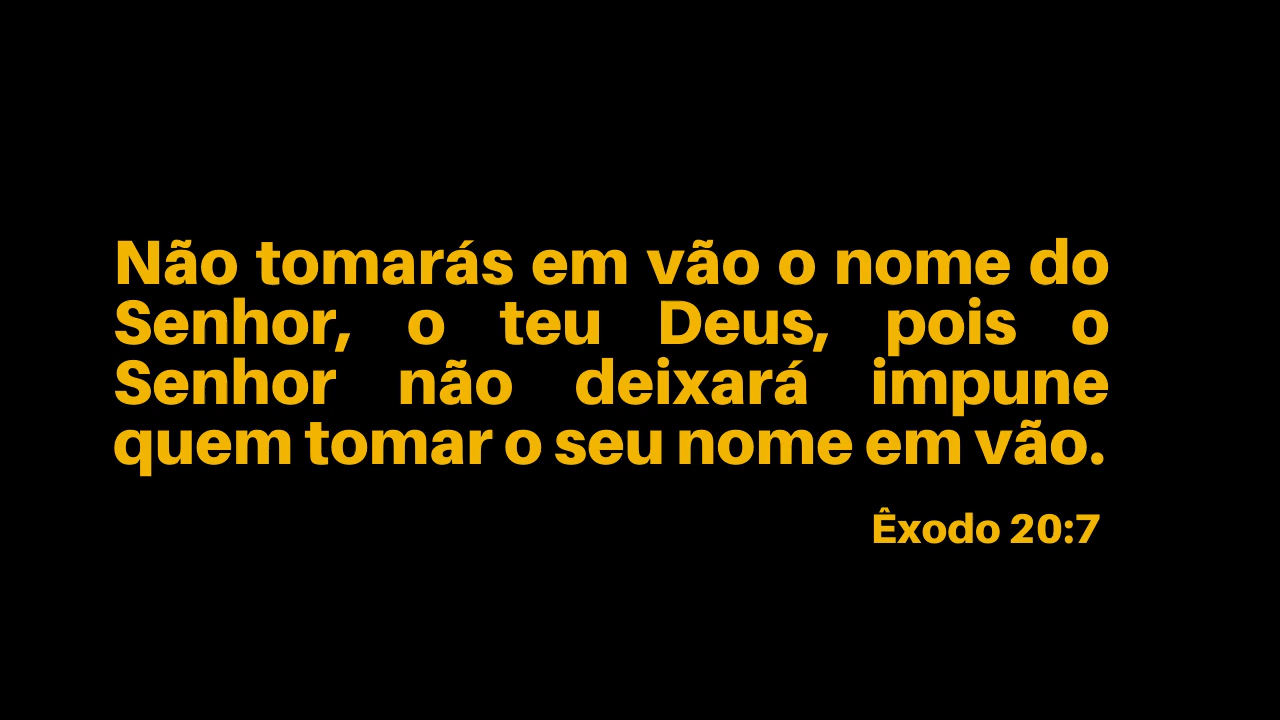 Não tomarás em vão o nome do
Senhor, o teu Deus, pois o
Senhor não deixará impune
quem tomar o seu nome em vão.
Êxodo 20:7